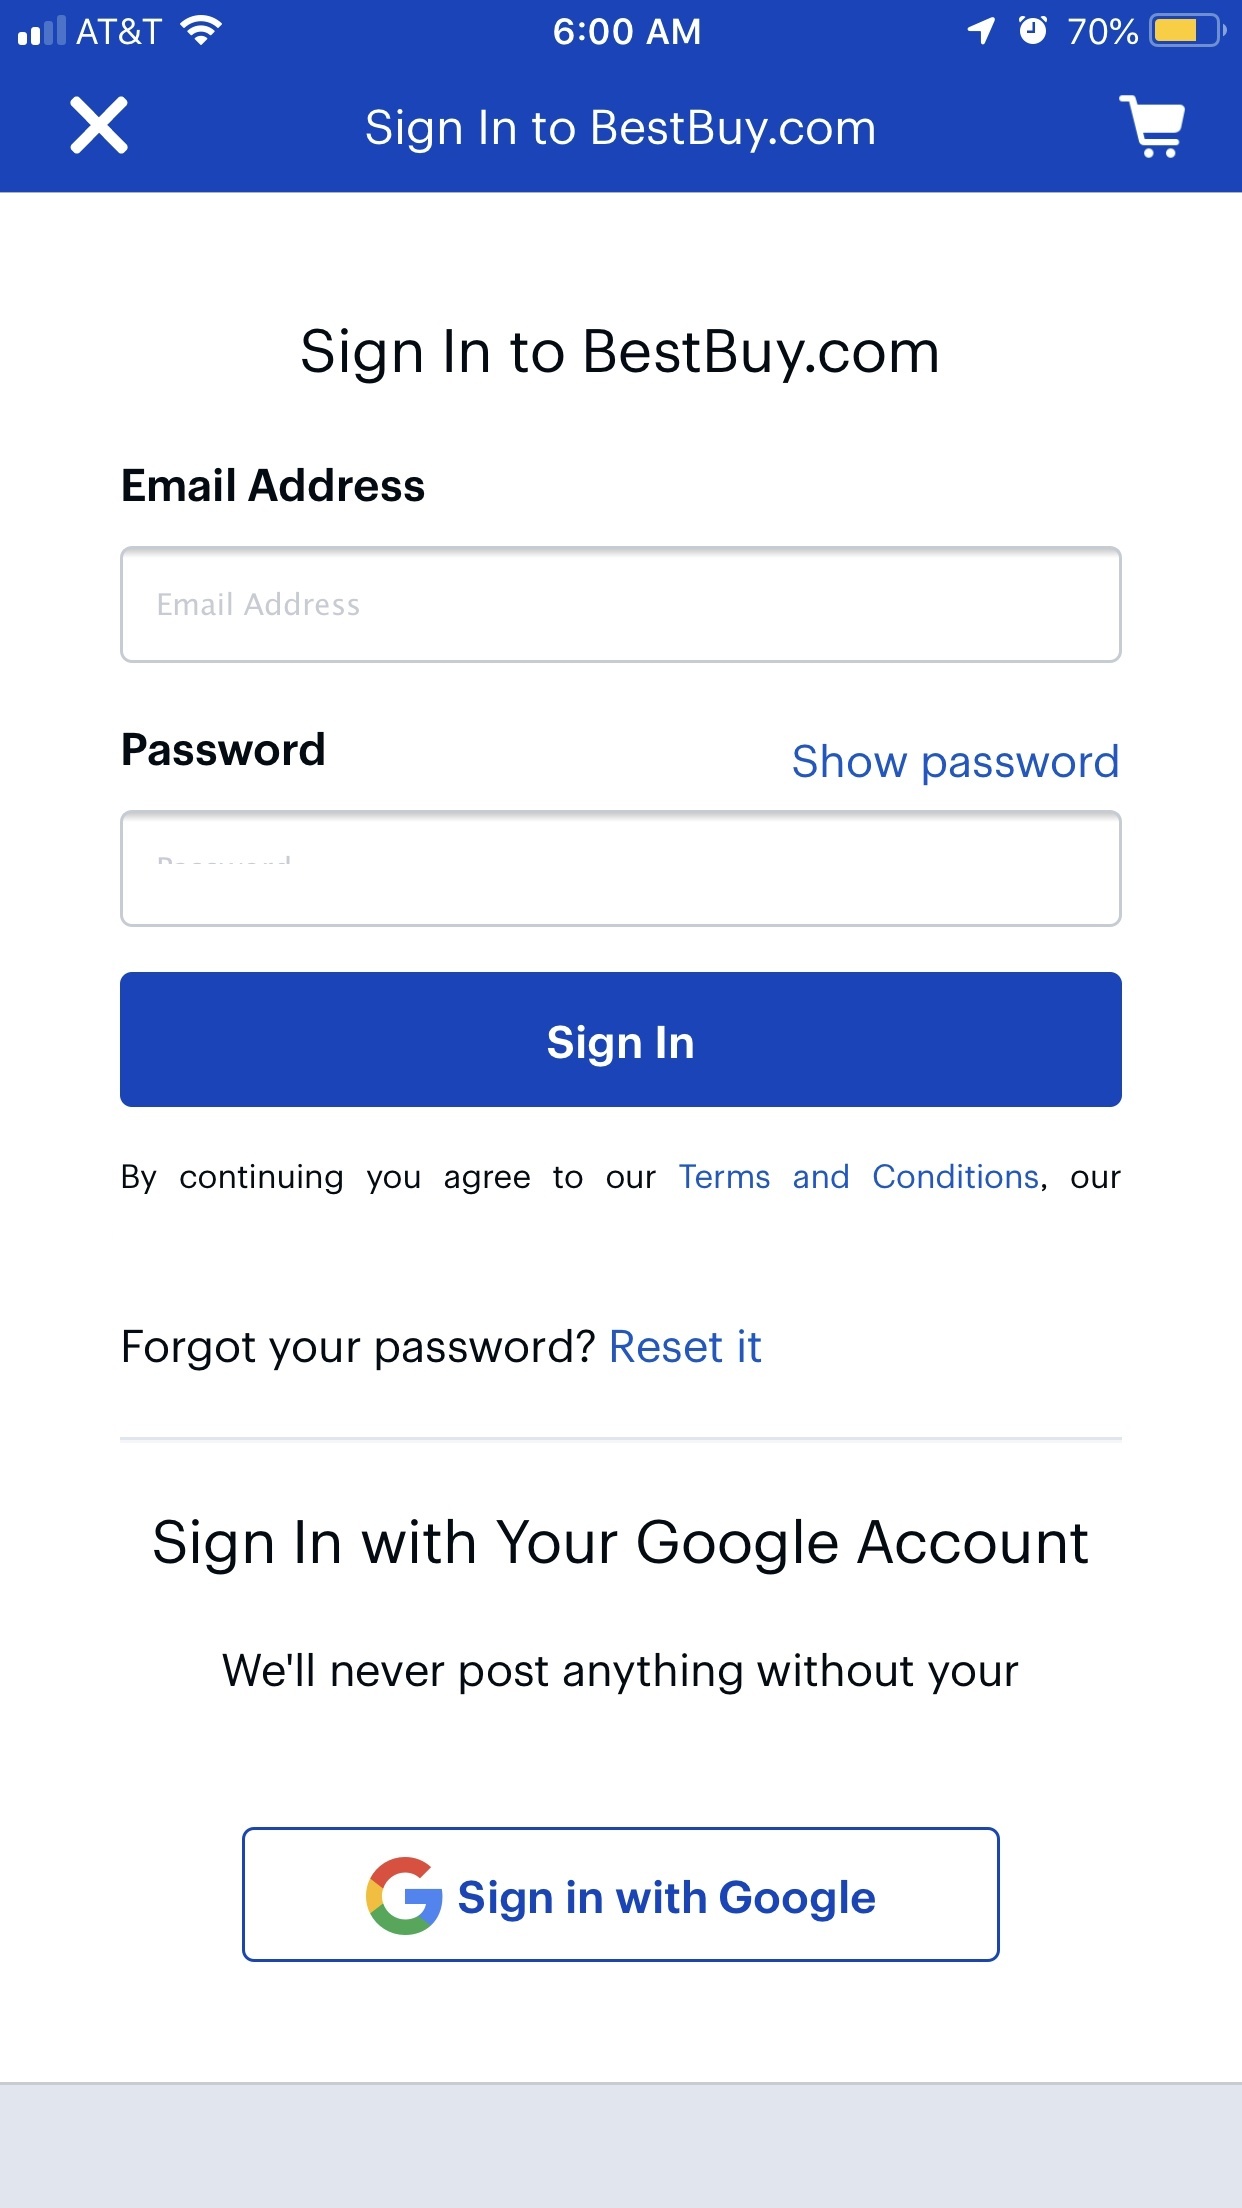 AT&T 6:00 AM 70%
Sign In to BestBuy.com
Sign In to BestBuy.com
Email Address
Email Address
Password Show password
Password
Sign In
By continuing you agree to our Terms and Conditions, our
Forgot your password? Reset it
Sign In with Your Google Account
We'll never post anything without your
Sign in with Google